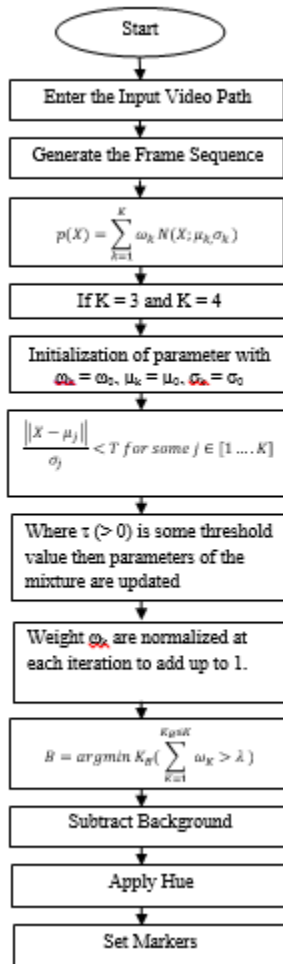 Start
Enter the Input Video Path
Generate the Frame Sequence
p(X) = ∑_{k=1}^{K} ω_k N(X; μ_k, σ_k)
If K = 3 and K = 4
Initialization of parameter with
ω_k = ω_0, μ_k = μ_0, σ_k = σ_0
||X − μ_j|| / σ_j < T for some j ∈ [1 .... K]
Where τ (> 0) is some threshold
value then parameters of the
mixture are updated
Weight ω_k are normalized at
each iteration to add up to 1.
B = argmin K_B( ∑_{K=1}^{K_B≤K} ω_K > λ )
Subtract Background
Apply Hue
Set Markers